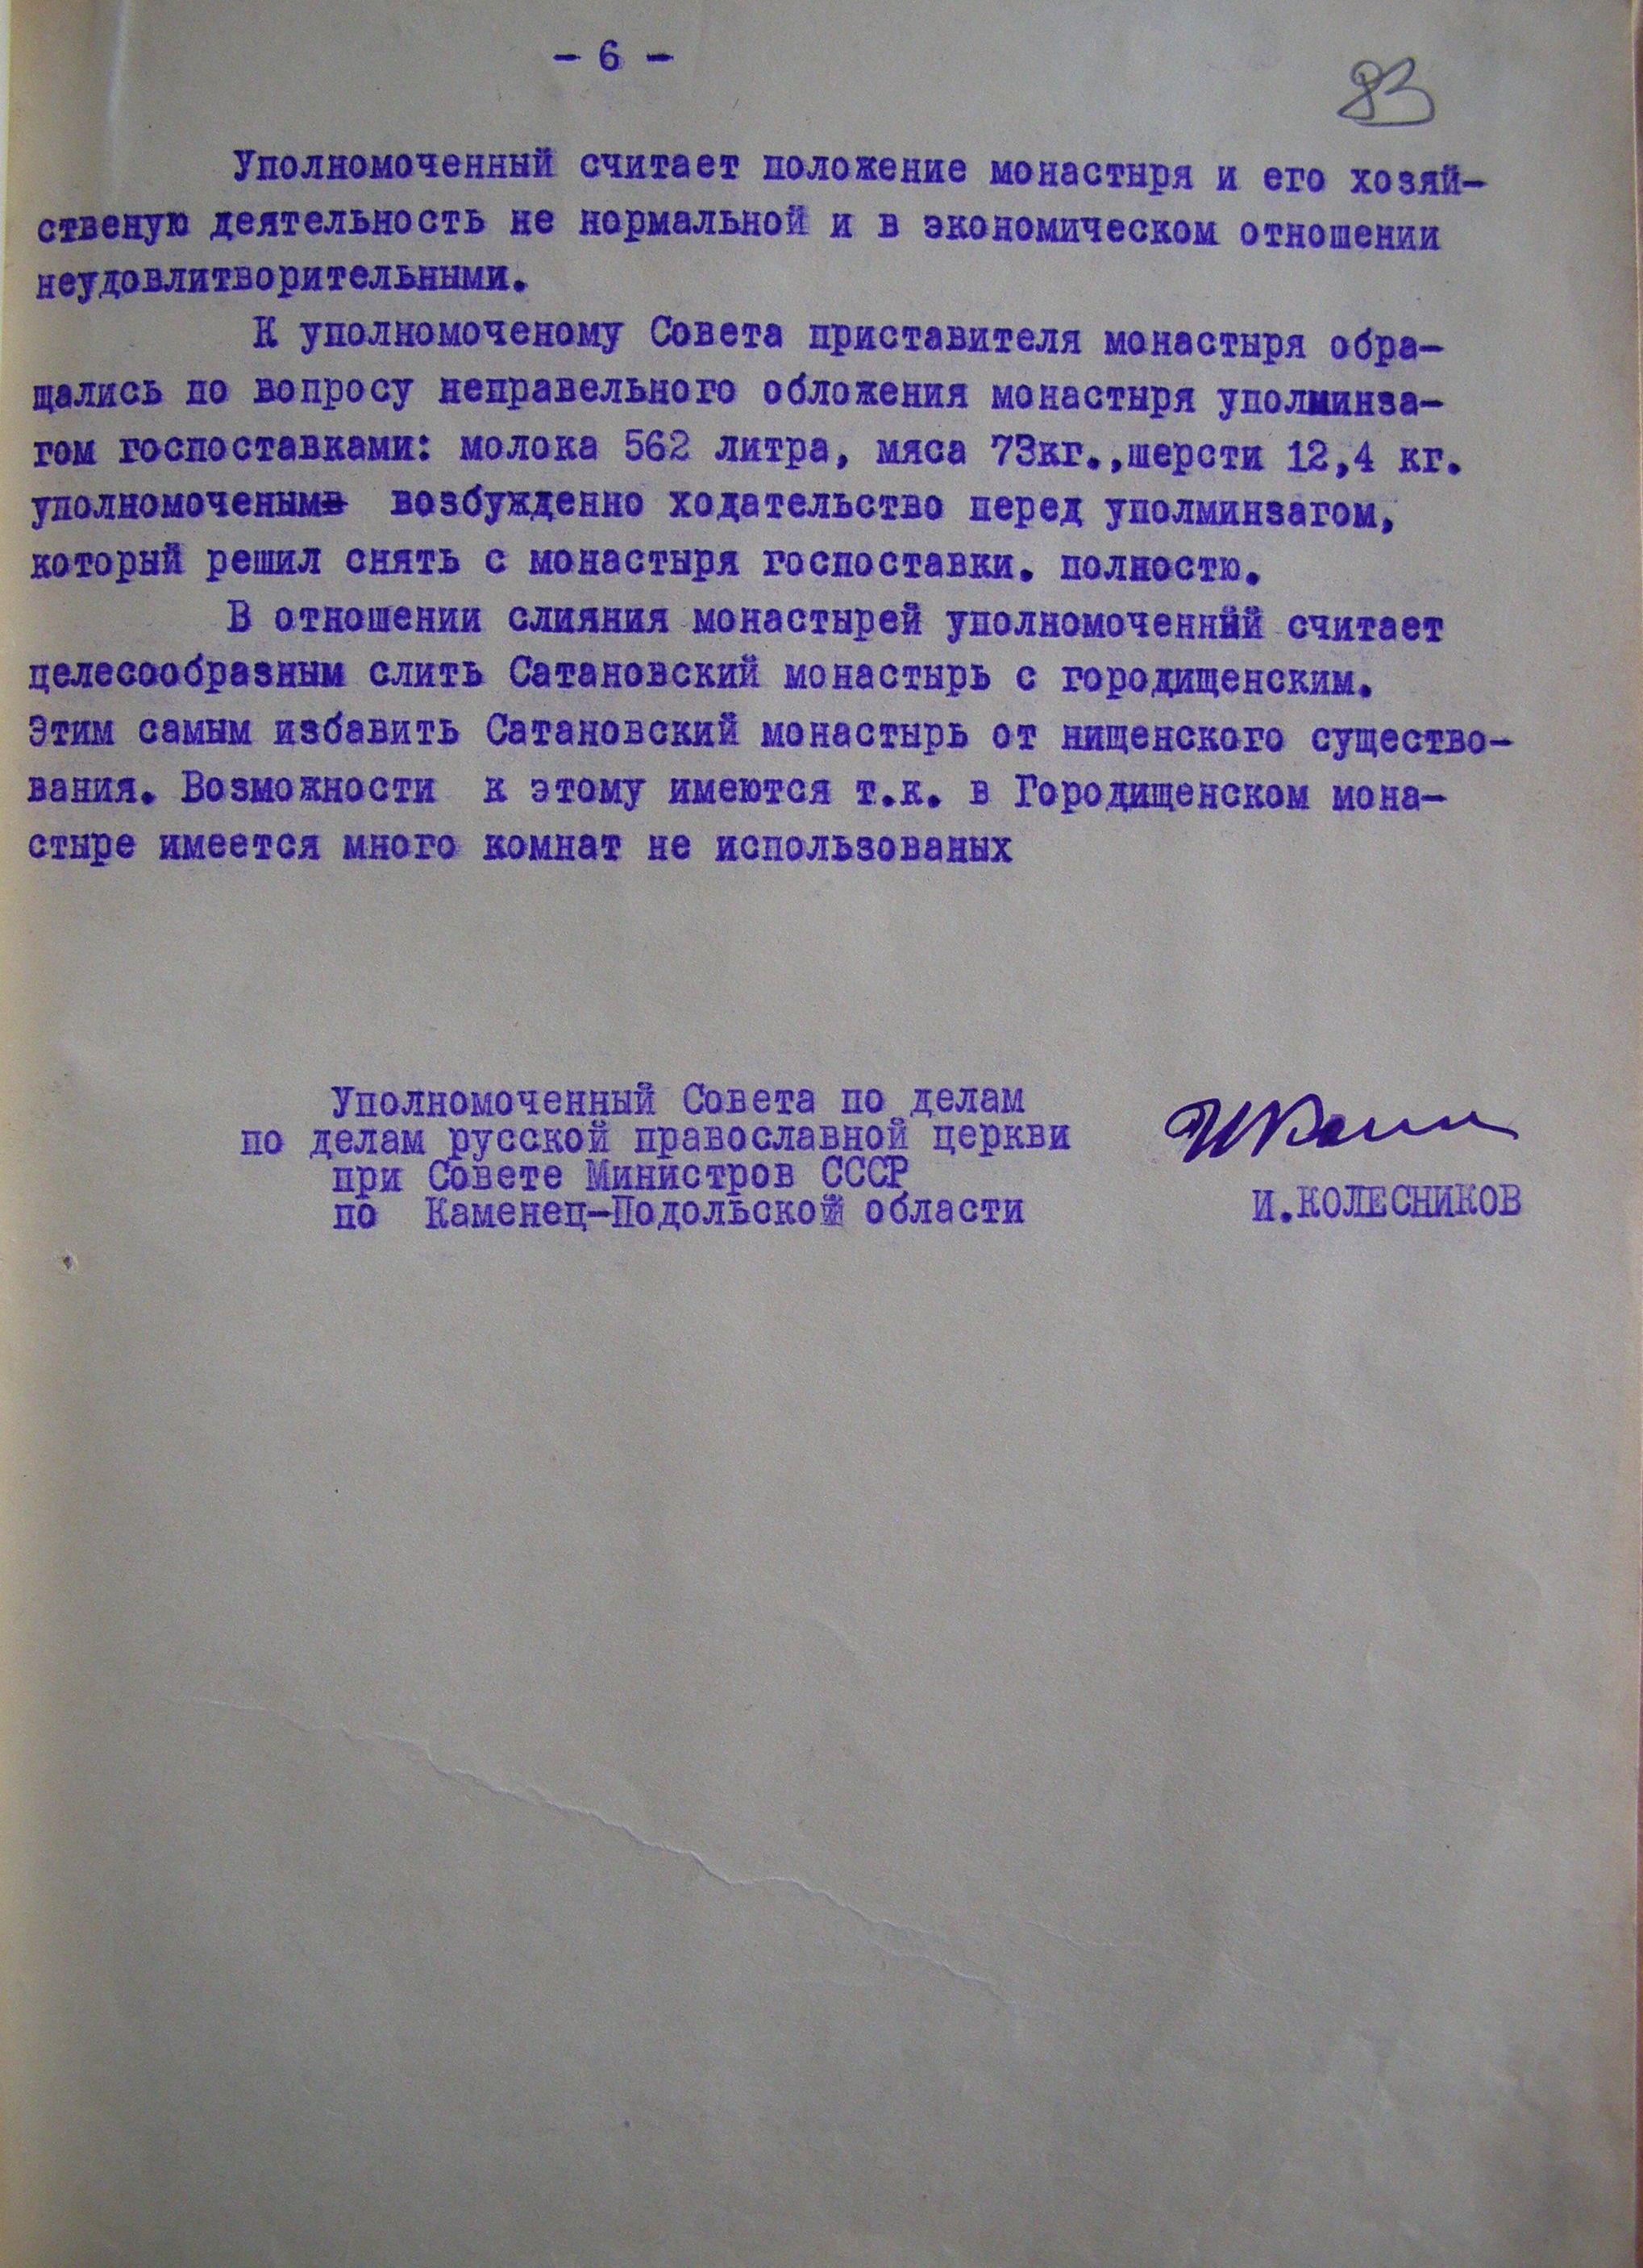 - 6 -
83
Уполномоченный считает положение монастыря и его хозяй-
ственую деятельность не нормальной и в экономическом отношении
неудовлитворительными.
К уполномоченому Совета приставителя монастыря обра-
щались по вопросу неправельного обложения монастыря уполминза-
гом госпоставками: молока 562 литра, мяса 73кг.,шерсти 12,4 кг.
уполномоченым возбужденно ходательство перед уполминзагом,
который решил снять с монастыря госпоставки. полностю.
В отношении слияния монастырей уполномоченный считает
целесообразным слить Сатановский монастырь с городищенским.
Этим самым избавить Сатановский монастырь от нищенского существо-
вания. Возможности к этому имеются т.к. в Городищенском мона-
стыре имеется много комнат не использованых
Уполномоченный Совета по делам
по делам русской православной церкви
при Совете Министров СССР
по Каменец-Подольской области
И.КОЛЕСНИКОВ